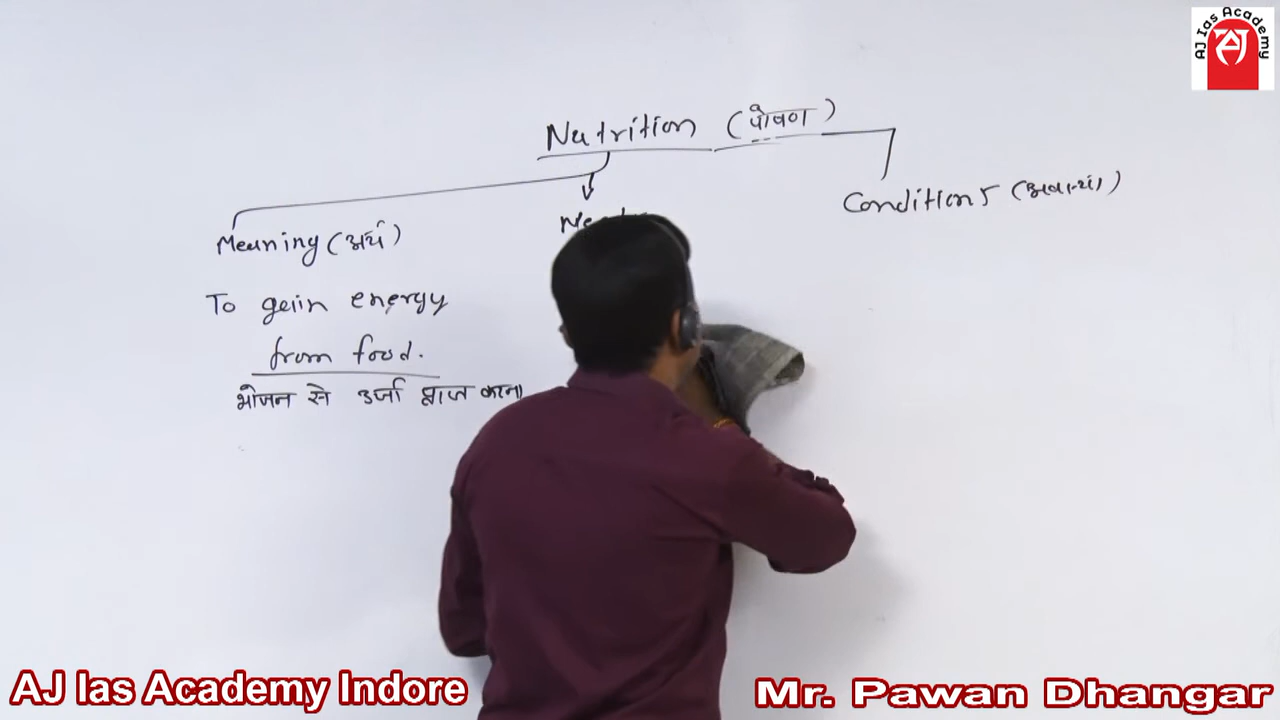 AJ Ias Academy
Nutrition (पोषण)
Conditions (अवस्था)
Meaning (अर्थ)
To gain energy
from food.
भोजन से उर्जा प्राप्त करना
AJ Ias Academy Indore
Mr. Pawan Dhangar